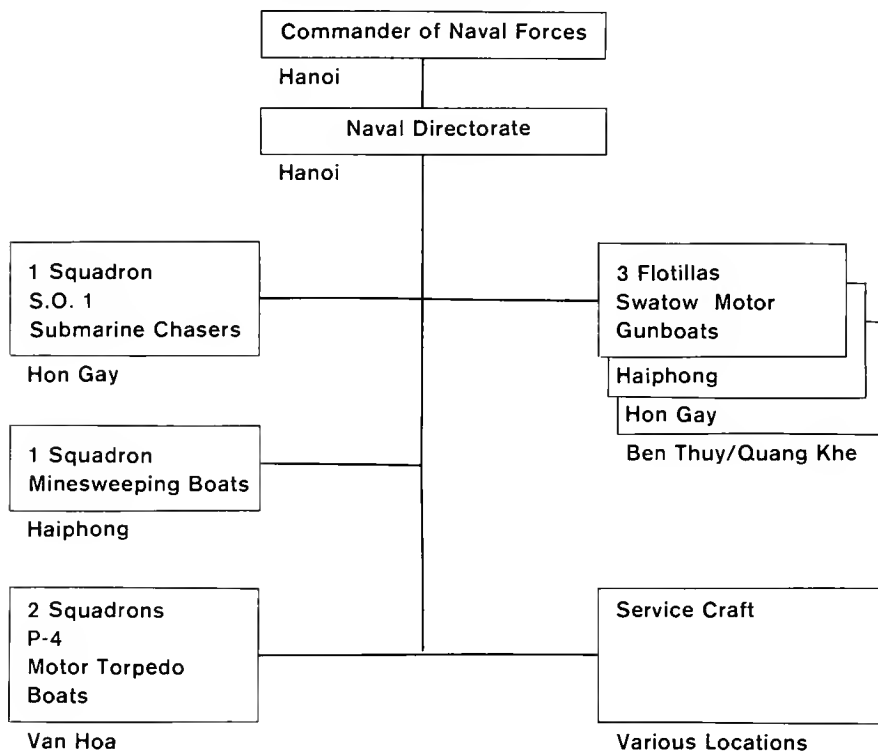 Commander of Naval Forces
Hanoi
Naval Directorate
Hanoi
1 Squadron
S.O. 1
Submarine Chasers
Hon Gay
3 Flotillas
Swatow Motor
Gunboats
Haiphong
Hon Gay
Ben Thuy/Quang Khe
1 Squadron
Minesweeping Boats
Haiphong
2 Squadrons
P-4
Motor Torpedo
Boats
Van Hoa
Service Craft
Various Locations